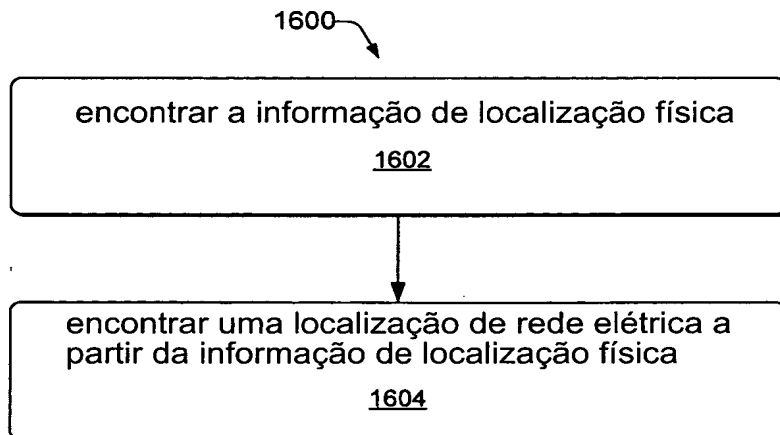 1600
encontrar a informação de localização física
1602
encontrar uma localização de rede elétrica a
partir da informação de localização física
1604